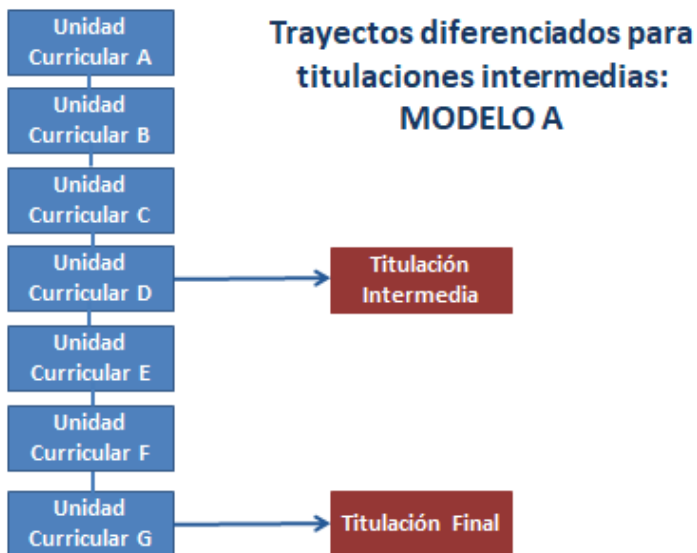 Unidad
Curricular A
Trayectos diferenciados para
titulaciones intermedias:
MODELO A
Unidad
Curricular B
Unidad
Curricular C
Unidad
Curricular D
Titulación
Intermedia
Unidad
Curricular E
Unidad
Curricular F
Unidad
Curricular G
Titulación Final